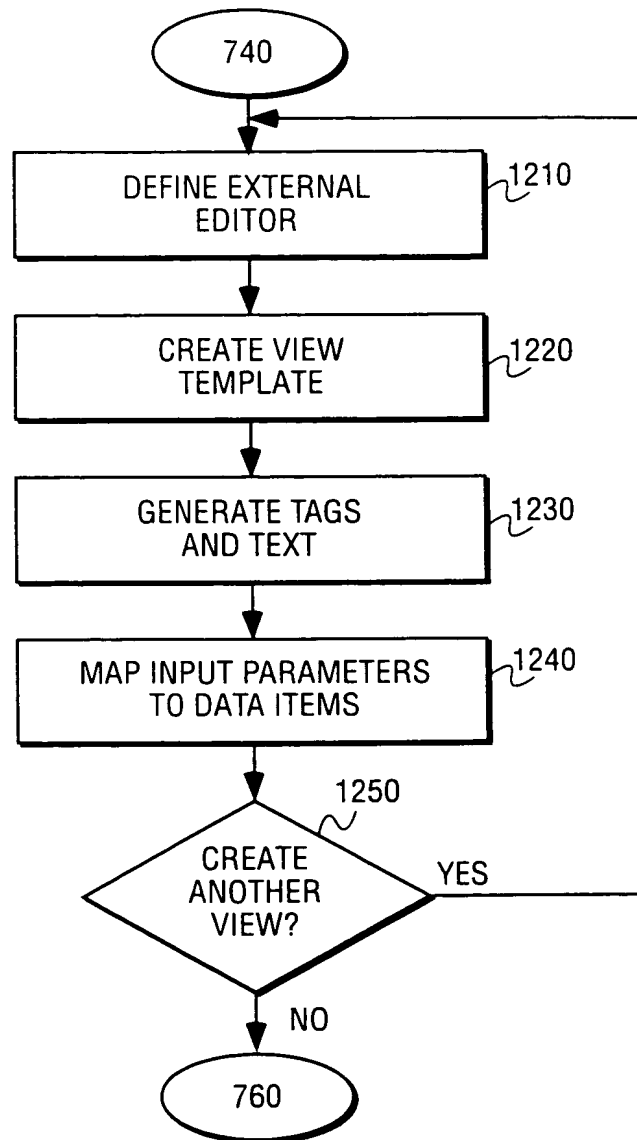 740
DEFINE EXTERNAL
EDITOR
1210
CREATE VIEW
TEMPLATE
1220
GENERATE TAGS
AND TEXT
1230
MAP INPUT PARAMETERS
TO DATA ITEMS
1240
1250
CREATE
ANOTHER
VIEW?
YES
NO
760